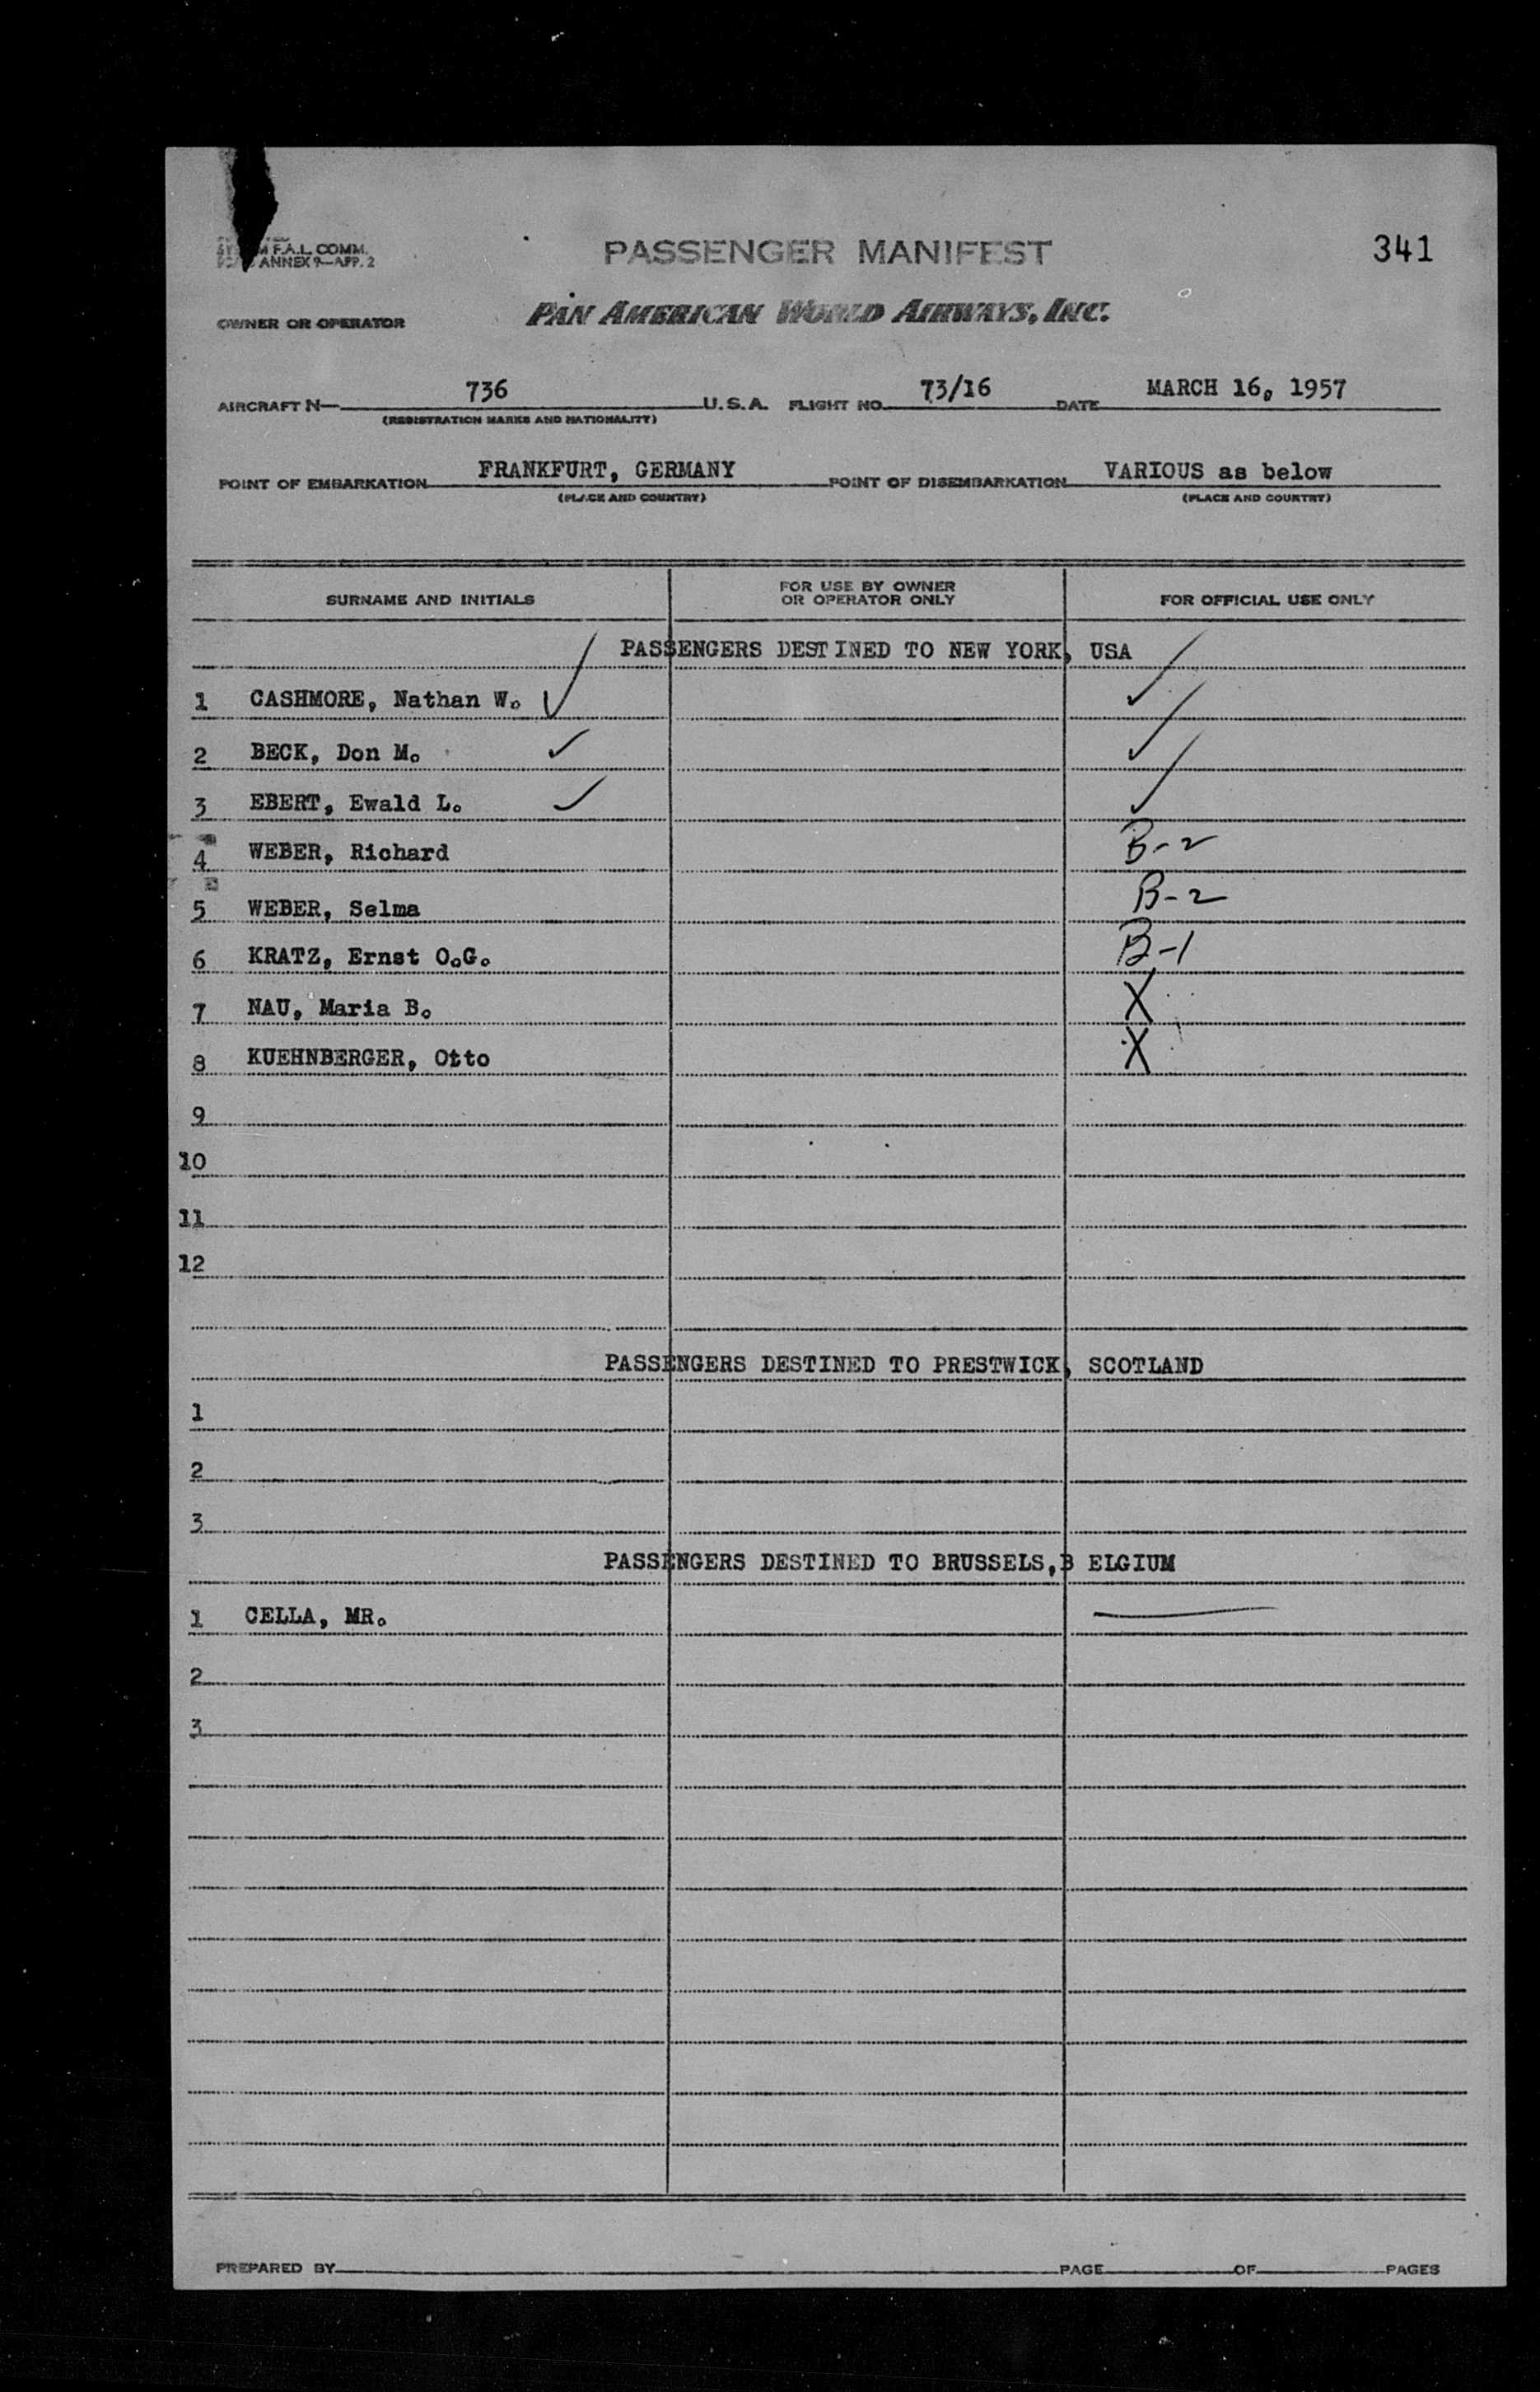 F.A.L. COMM.
ANNEX 9—APP. 2
PASSENGER MANIFEST
341
OWNER OR OPERATOR
PAN AMERICAN WORLD AIRWAYS, INC.
AIRCRAFT N— 736 U.S.A. FLIGHT NO. 73/16 DATE MARCH 16, 1957
(REGISTRATION MARKS AND NATIONALITY)
POINT OF EMBARKATION FRANKFURT, GERMANY POINT OF DISEMBARKATION VARIOUS as below
(PLACE AND COUNTRY) (PLACE AND COUNTRY)
SURNAME AND INITIALS FOR USE BY OWNER OR OPERATOR ONLY FOR OFFICIAL USE ONLY
PASSENGERS DESTINED TO NEW YORK, USA
1 CASHMORE, Nathan W. ✓ ✓
2 BECK, Don M. ✓ ✓
3 EBERT, Ewald L. ✓ ✓
4 WEBER, Richard B-2
5 WEBER, Selma B-2
6 KRATZ, Ernst O.G. B-1
7 NAU, Maria B. X
8 KUEHNBERGER, Otto X
9
10
11
12
PASSENGERS DESTINED TO PRESTWICK, SCOTLAND
1
2
3
PASSENGERS DESTINED TO BRUSSELS,B ELGIUM
1 CELLA, MR.
2
3
PREPARED BY PAGE OF PAGES